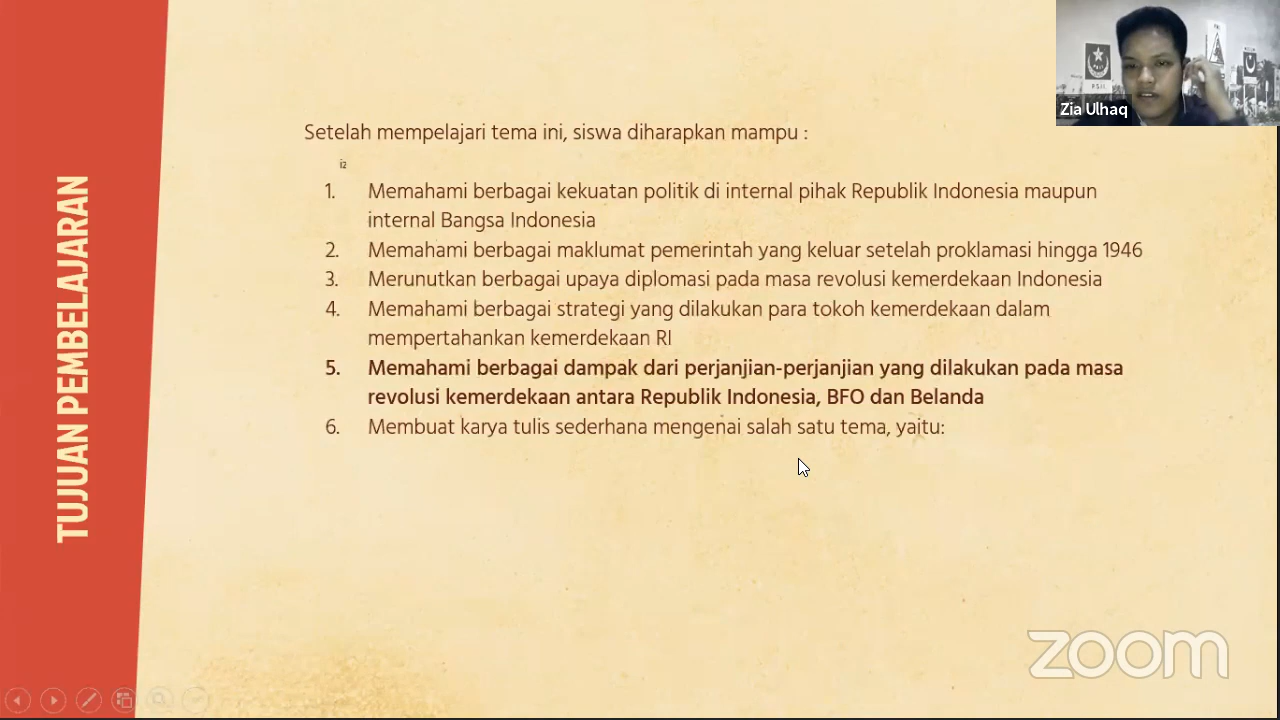 Zia Ulhaq
TUJUAN PEMBELAJARAN
Setelah mempelajari tema ini, siswa diharapkan mampu :
i2
1. Memahami berbagai kekuatan politik di internal pihak Republik Indonesia maupun
internal Bangsa Indonesia
2. Memahami berbagai maklumat pemerintah yang keluar setelah proklamasi hingga 1946
3. Merunutkan berbagai upaya diplomasi pada masa revolusi kemerdekaan Indonesia
4. Memahami berbagai strategi yang dilakukan para tokoh kemerdekaan dalam
mempertahankan kemerdekaan RI
5. Memahami berbagai dampak dari perjanjian-perjanjian yang dilakukan pada masa
revolusi kemerdekaan antara Republik Indonesia, BFO dan Belanda
6. Membuat karya tulis sederhana mengenai salah satu tema, yaitu:
zoom